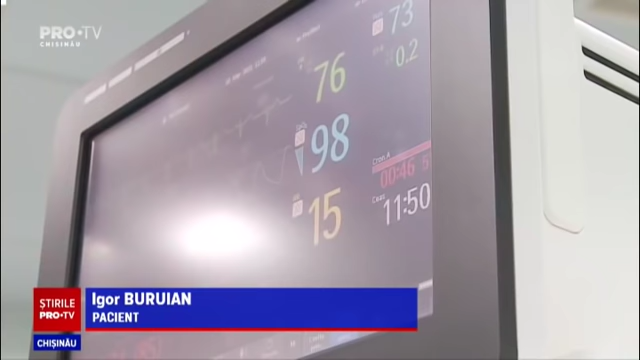 PRO•TV
CHIȘINĂU
73
0.2
76
98
15
00:46
11:50
ȘTIRILE
PRO•TV
CHIȘINĂU
Igor BURUIAN
PACIENT